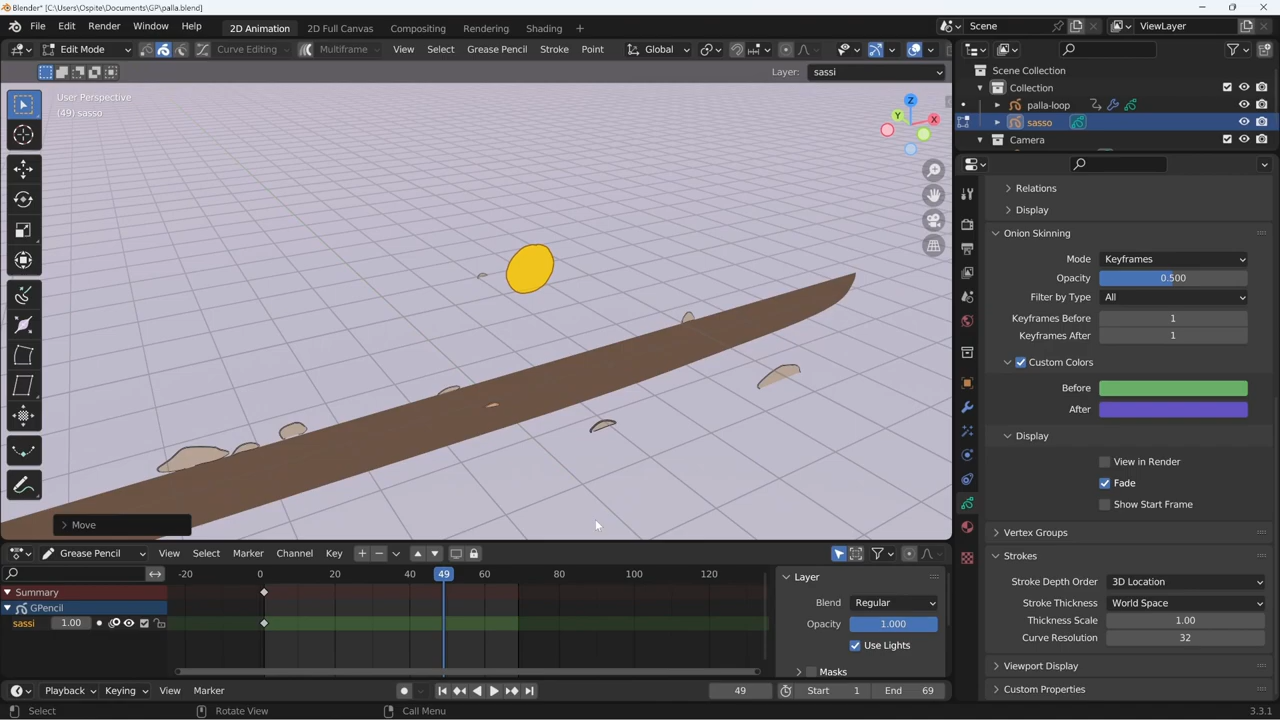 Blender* [C:\Users\Ospite\Documents\GP\palla.blend]
File Edit Render Window Help 2D Animation 2D Full Canvas Compositing Rendering Shading + Scene ViewLayer
Edit Mode Curve Editing Multiframe View Select Grease Pencil Stroke Point Global
Layer: sassi
User Perspective
(49) sasso
Z
Y
X
Move
Scene Collection
Collection
palla-loop
sasso
Camera
Relations
Display
Onion Skinning
Mode Keyframes
Opacity 0.500
Filter by Type All
Keyframes Before 1
Keyframes After 1
Custom Colors
Before
After
Display
View in Render
Fade
Show Start Frame
Vertex Groups
Strokes
Stroke Depth Order 3D Location
Stroke Thickness World Space
Thickness Scale 1.00
Curve Resolution 32
Viewport Display
Custom Properties
Grease Pencil View Select Marker Channel Key
-20 0 20 40 49 60 80 100 120
Summary
GPencil
sassi 1.00
Layer
Blend Regular
Opacity 1.000
Use Lights
Masks
Playback Keying View Marker 49 Start 1 End 69
Select Rotate View Call Menu 3.3.1